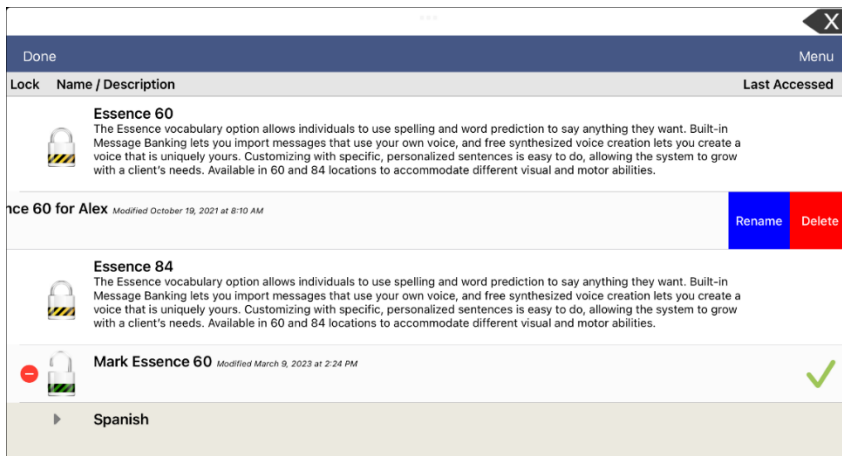 X
Done Menu
Lock Name / Description Last Accessed
Essence 60
The Essence vocabulary option allows individuals to use spelling and word prediction to say anything they want. Built-in
Message Banking lets you import messages that use your own voice, and free synthesized voice creation lets you create a
voice that is uniquely yours. Customizing with specific, personalized sentences is easy to do, allowing the system to grow
with a client's needs. Available in 60 and 84 locations to accommodate different visual and motor abilities.
nce 60 for Alex Modified October 19, 2021 at 8:10 AM
Rename Delete
Essence 84
The Essence vocabulary option allows individuals to use spelling and word prediction to say anything they want. Built-in
Message Banking lets you import messages that use your own voice, and free synthesized voice creation lets you create a
voice that is uniquely yours. Customizing with specific, personalized sentences is easy to do, allowing the system to grow
with a client's needs. Available in 60 and 84 locations to accommodate different visual and motor abilities.
Mark Essence 60 Modified March 9, 2023 at 2:24 PM
Spanish